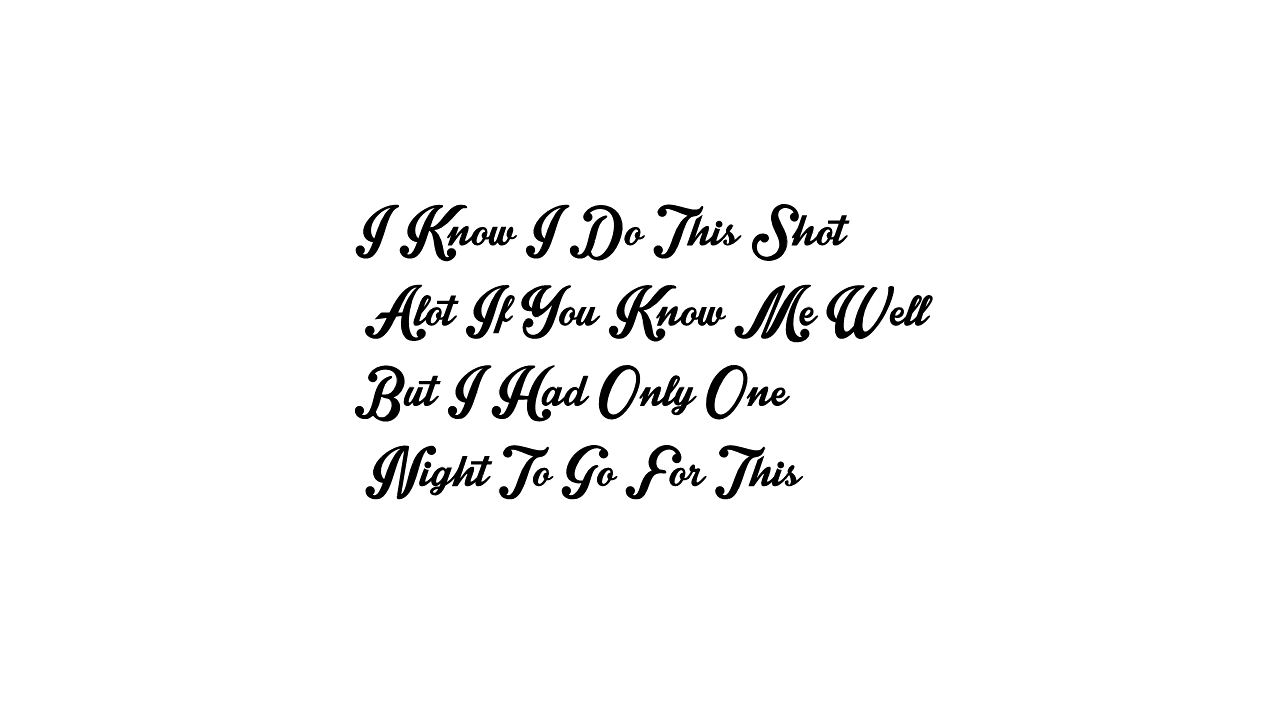 I Know I Do This Shot
Alot If You Know Me Well
But I Had Only One
Night To Go For This